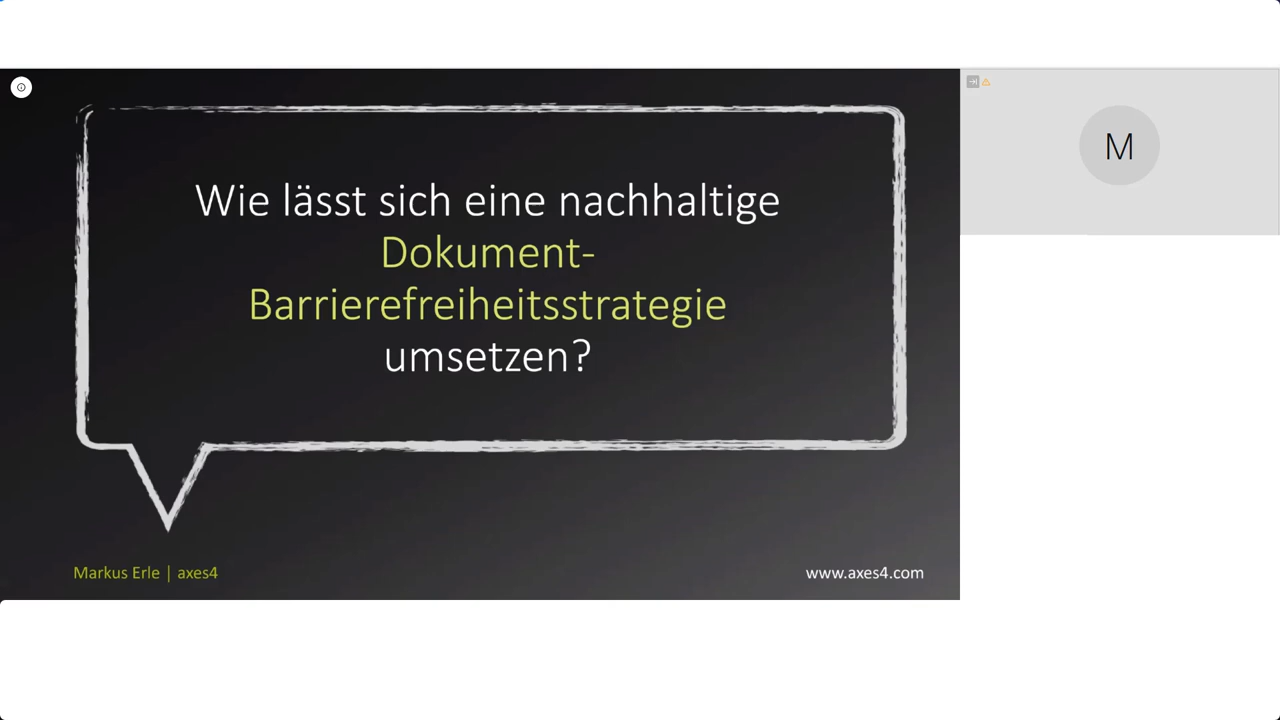 Wie lässt sich eine nachhaltige
Dokument-
Barrierefreiheitsstrategie
umsetzen?
Markus Erle | axes4
www.axes4.com
M